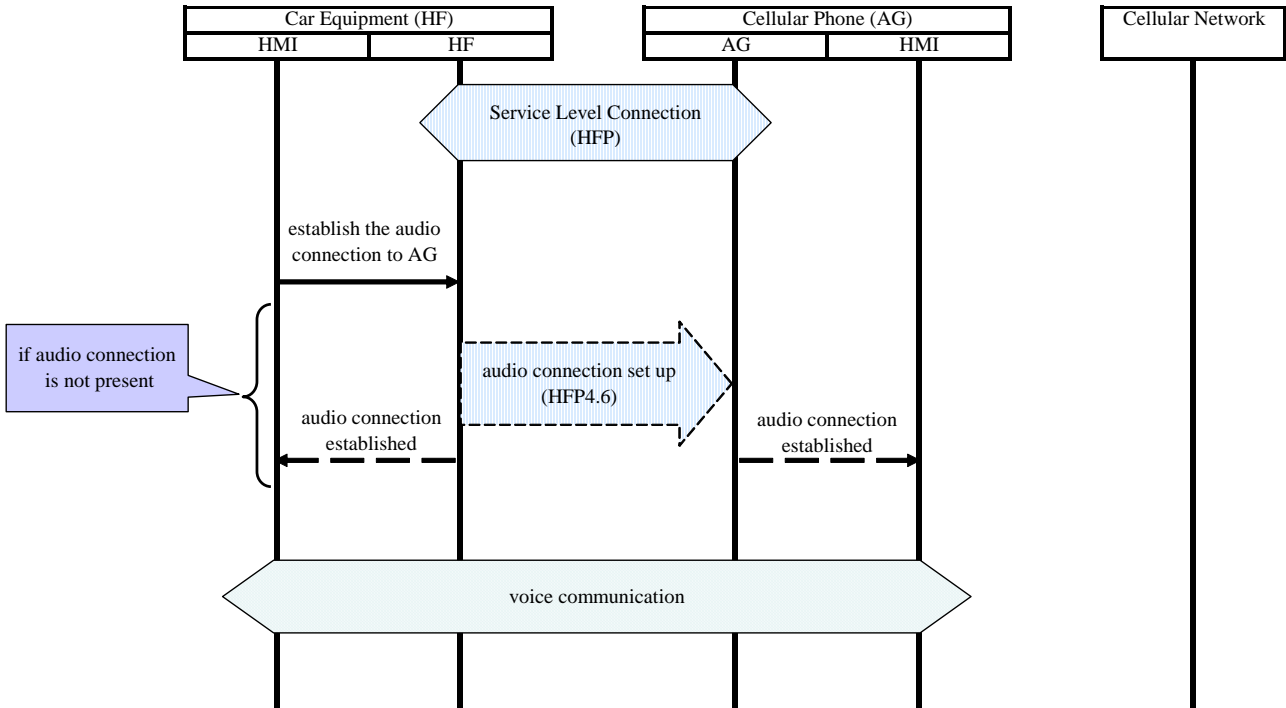 Car Equipment (HF)
Cellular Phone (AG)
Cellular Network
HMI
HF
AG
HMI
Service Level Connection
(HFP)
establish the audio
connection to AG
if audio connection
is not present
audio connection set up
(HFP4.6)
audio connection
established
audio connection
established
voice communication